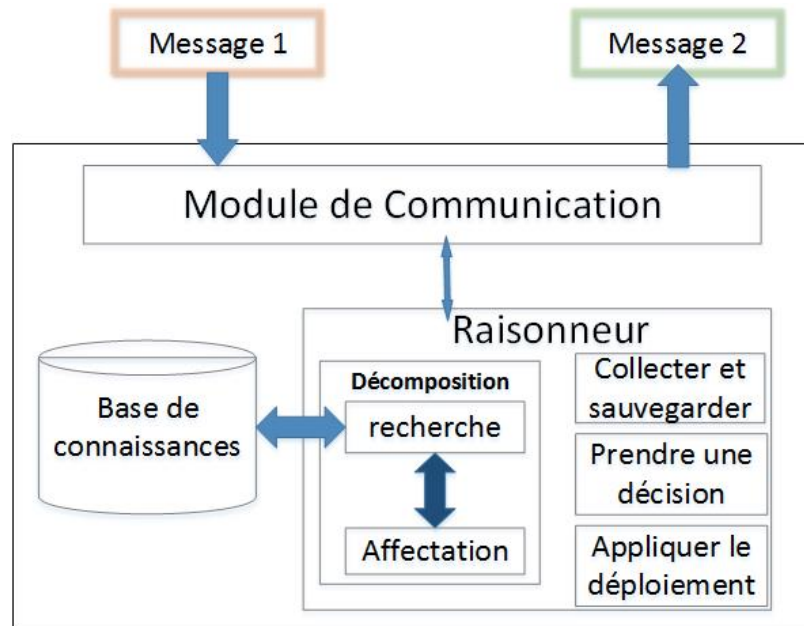 Message 1
Message 2
Module de Communication
Raisonneur
Base de
connaissances
Décomposition
recherche
Affectation
Collecter et
sauvegarder
Prendre une
décision
Appliquer le
déploiement